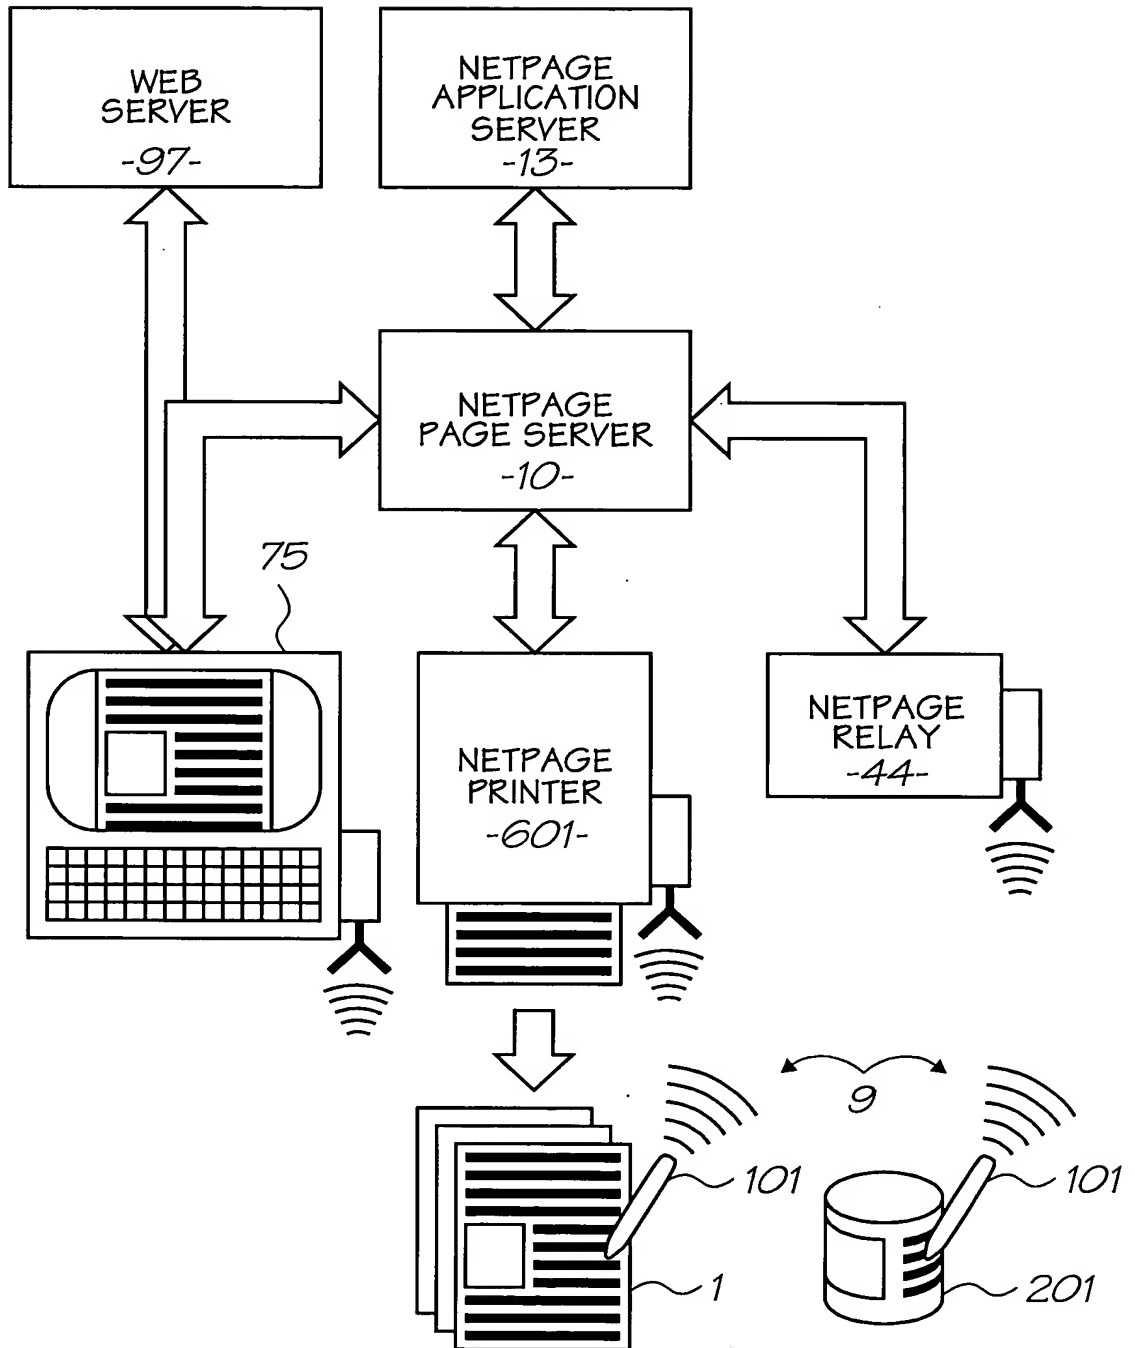 WEB
SERVER
-97-
NETPAGE
APPLICATION
SERVER
-13-
NETPAGE
PAGE SERVER
-10-
75
NETPAGE
PRINTER
-601-
NETPAGE
RELAY
-44-
9
101
101
1
201